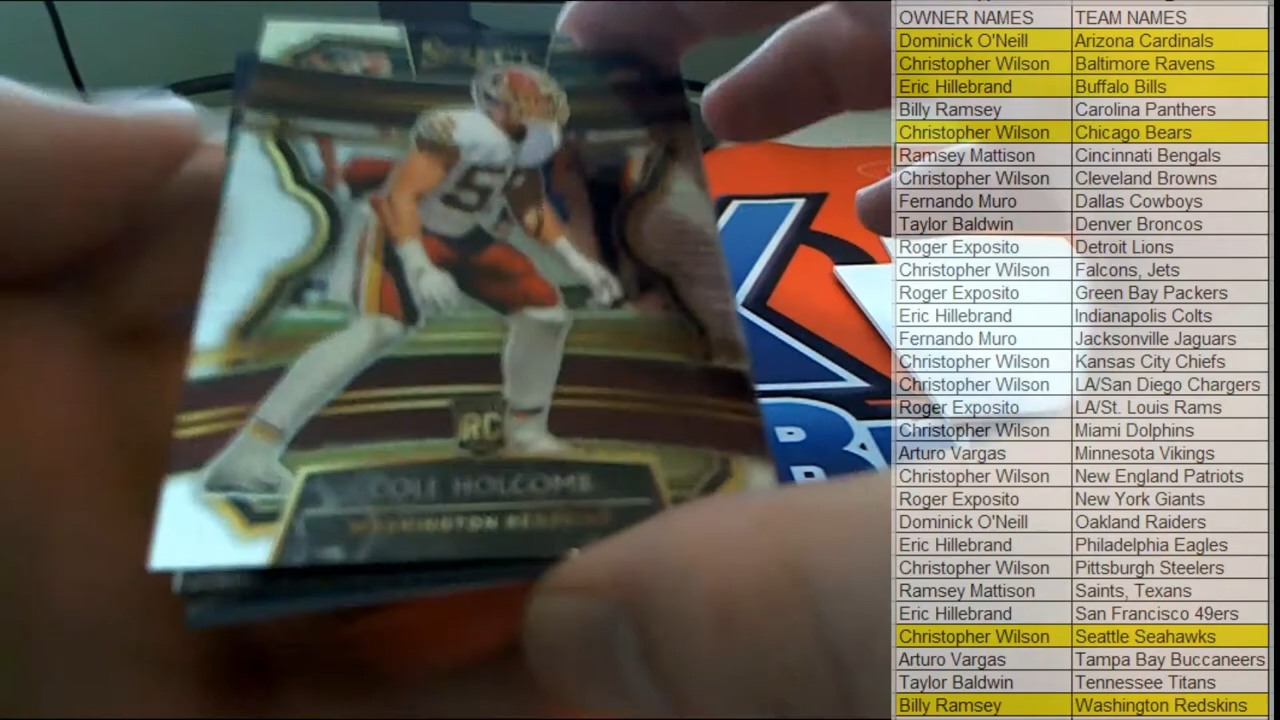 OWNER NAMES TEAM NAMES
Dominick O'Neill Arizona Cardinals
Christopher Wilson Baltimore Ravens
Eric Hillebrand Buffalo Bills
Billy Ramsey Carolina Panthers
Christopher Wilson Chicago Bears
Ramsey Mattison Cincinnati Bengals
Christopher Wilson Cleveland Browns
Fernando Muro Dallas Cowboys
Taylor Baldwin Denver Broncos
Roger Exposito Detroit Lions
Christopher Wilson Falcons, Jets
Roger Exposito Green Bay Packers
Eric Hillebrand Indianapolis Colts
Fernando Muro Jacksonville Jaguars
Christopher Wilson Kansas City Chiefs
Christopher Wilson LA/San Diego Chargers
Roger Exposito LA/St. Louis Rams
Christopher Wilson Miami Dolphins
Arturo Vargas Minnesota Vikings
Christopher Wilson New England Patriots
Roger Exposito New York Giants
Dominick O'Neill Oakland Raiders
Eric Hillebrand Philadelphia Eagles
Christopher Wilson Pittsburgh Steelers
Ramsey Mattison Saints, Texans
Eric Hillebrand San Francisco 49ers
Christopher Wilson Seattle Seahawks
Arturo Vargas Tampa Bay Buccaneers
Taylor Baldwin Tennessee Titans
Billy Ramsey Washington Redskins
RC
COLE HOLCOMB
WASHINGTON REDSKINS